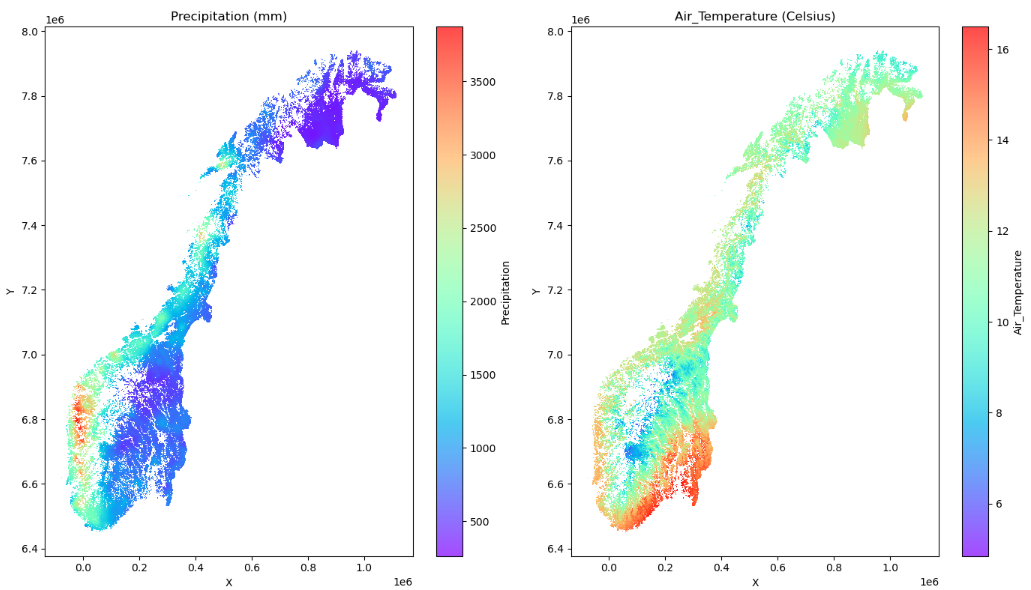 Precipitation (mm)
1e6
8.0
7.8
7.6
7.4
7.2
7.0
6.8
6.6
6.4
Y
0.0 0.2 0.4 0.6 0.8 1.0
1e6
X
3500
3000
2500
2000
1500
1000
500
Precipitation
Air_Temperature (Celsius)
1e6
8.0
7.8
7.6
7.4
7.2
7.0
6.8
6.6
6.4
Y
0.0 0.2 0.4 0.6 0.8 1.0
1e6
X
16
14
12
10
8
6
Air_Temperature